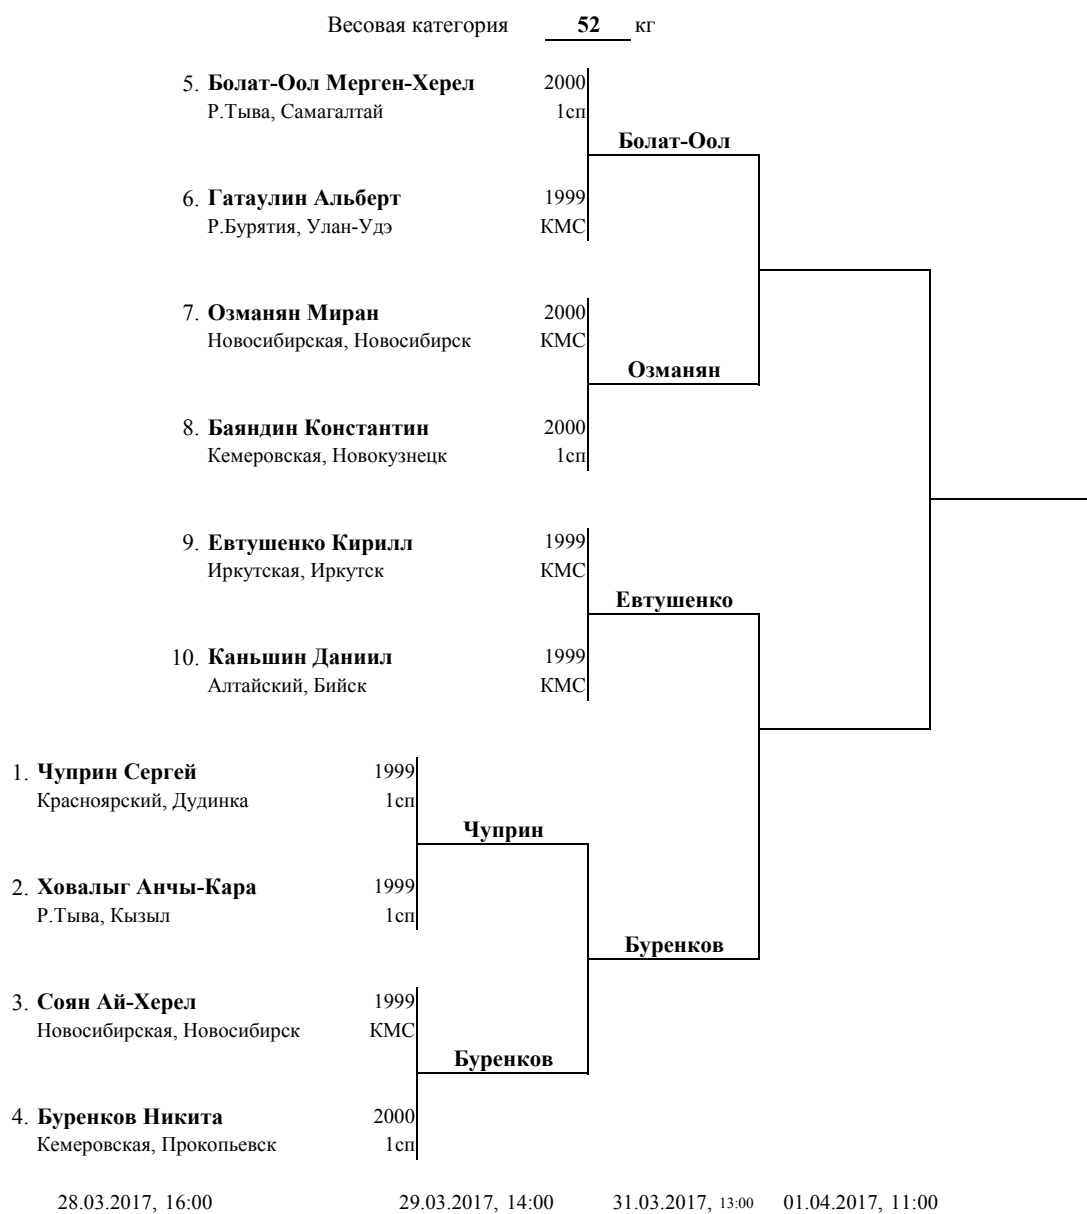 Весовая категория 52 кг
5. Болат-Оол Мерген-Херел 2000
Р.Тыва, Самагалтай 1сп
Болат-Оол
6. Гатаулин Альберт 1999
Р.Бурятия, Улан-Удэ КМС
7. Озманян Миран 2000
Новосибирская, Новосибирск КМС
Озманян
8. Баяндин Константин 2000
Кемеровская, Новокузнецк 1сп
9. Евтушенко Кирилл 1999
Иркутская, Иркутск КМС
Евтушенко
10. Каньшин Даниил 1999
Алтайский, Бийск КМС
1. Чуприн Сергей 1999
Красноярский, Дудинка 1сп
Чуприн
2. Ховалыг Анчы-Кара 1999
Р.Тыва, Кызыл 1сп
Буренков
3. Соян Ай-Херел 1999
Новосибирская, Новосибирск КМС
Буренков
4. Буренков Никита 2000
Кемеровская, Прокопьевск 1сп
28.03.2017, 16:00 29.03.2017, 14:00 31.03.2017, 13:00 01.04.2017, 11:00